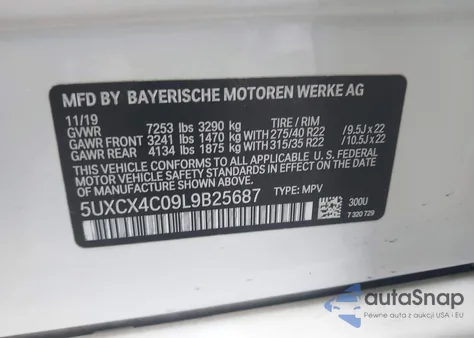 MFD BY BAYERISCHE MOTOREN WERKE AG
11/19 TIRE / RIM
GVWR 7253 lbs 3290 kg
GAWR FRONT 3241 lbs 1470 kg WITH 275/40 R22 /9.5J x 22
GAWR REAR 4134 lbs 1875 kg WITH 315/35 R22 /10.5J x 22
THIS VEHICLE CONFORMS TO ALL APPLICABLE U. S. FEDERAL
MOTOR VEHICLE SAFETY STANDARDS IN EFFECT ON THE
DATE OF MANUFACTURE SHOWN ABOVE.
5UXCX4C09L9B25687 TYPE: MPV
300U
7 320 729
autoSnap
Pewne auta z aukcji USA i EU